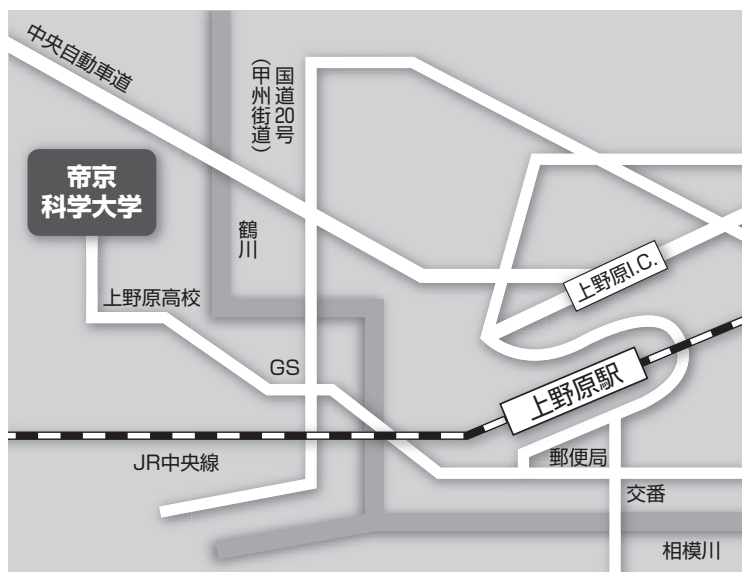 中央自動車道
国道20号
(甲州街道)
帝京
科学大学
鶴川
上野原I.C.
上野原高校
GS
上野原駅
JR中央線
郵便局
交番
相模川